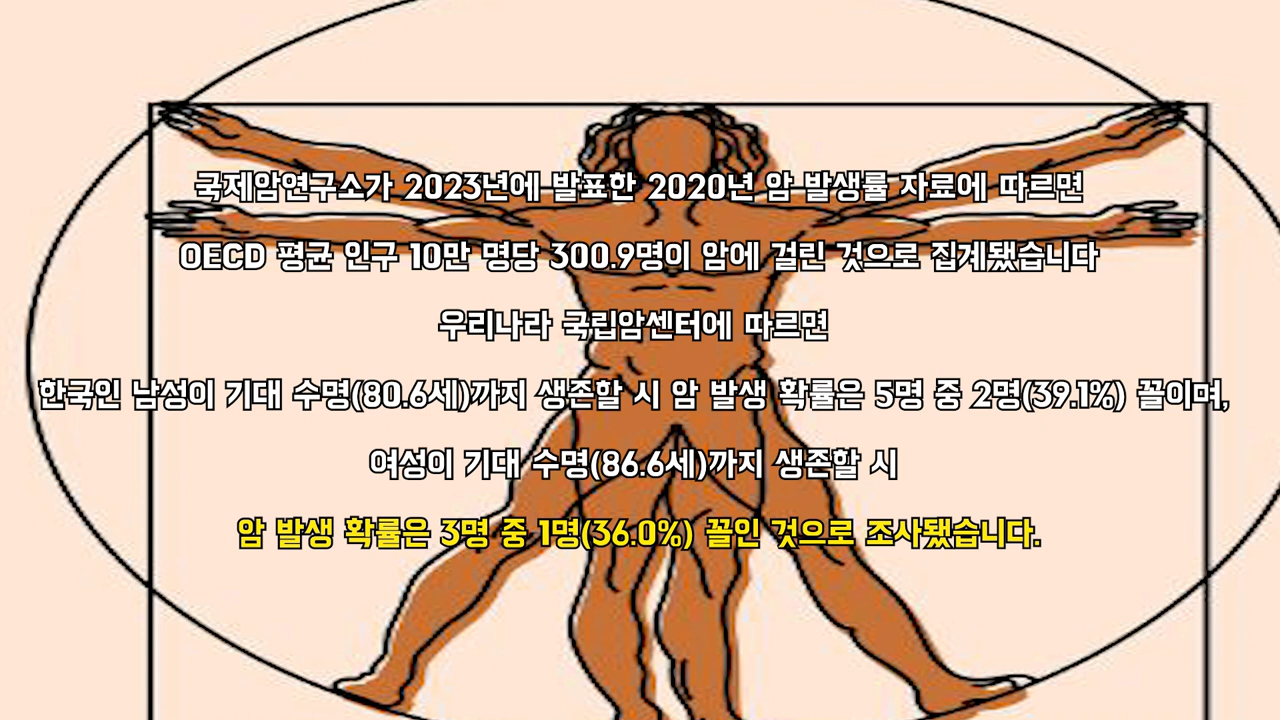 국제암연구소가 2023년에 발표한 2020년 암 발생률 자료에 따르면
OECD 평균 인구 10만 명당 300.9명이 암에 걸린 것으로 집계됐습니다
우리나라 국립암센터에 따르면
한국인 남성이 기대 수명(80.6세)까지 생존할 시 암 발생 확률은 5명 중 2명(39.1%) 꼴이며,
여성이 기대 수명(86.6세)까지 생존할 시
암 발생 확률은 3명 중 1명(36.0%) 꼴인 것으로 조사됐습니다.